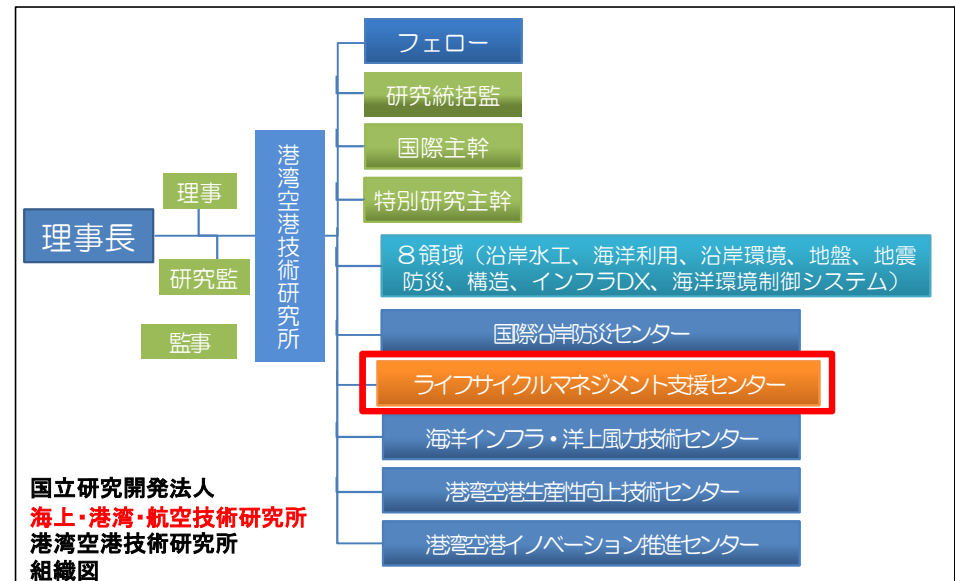 フェロー
研究統括監
国際主幹
特別研究主幹
理事長
理事
研究監
監事
港湾空港技術研究所
8領域（沿岸水工、海洋利用、沿岸環境、地盤、地震
防災、構造、インフラDX、海洋環境制御システム）
国際沿岸防災センター
ライフサイクルマネジメント支援センター
海洋インフラ・洋上風力技術センター
港湾空港生産性向上技術センター
港湾空港イノベーション推進センター
国立研究開発法人
海上・港湾・航空技術研究所
港湾空港技術研究所
組織図